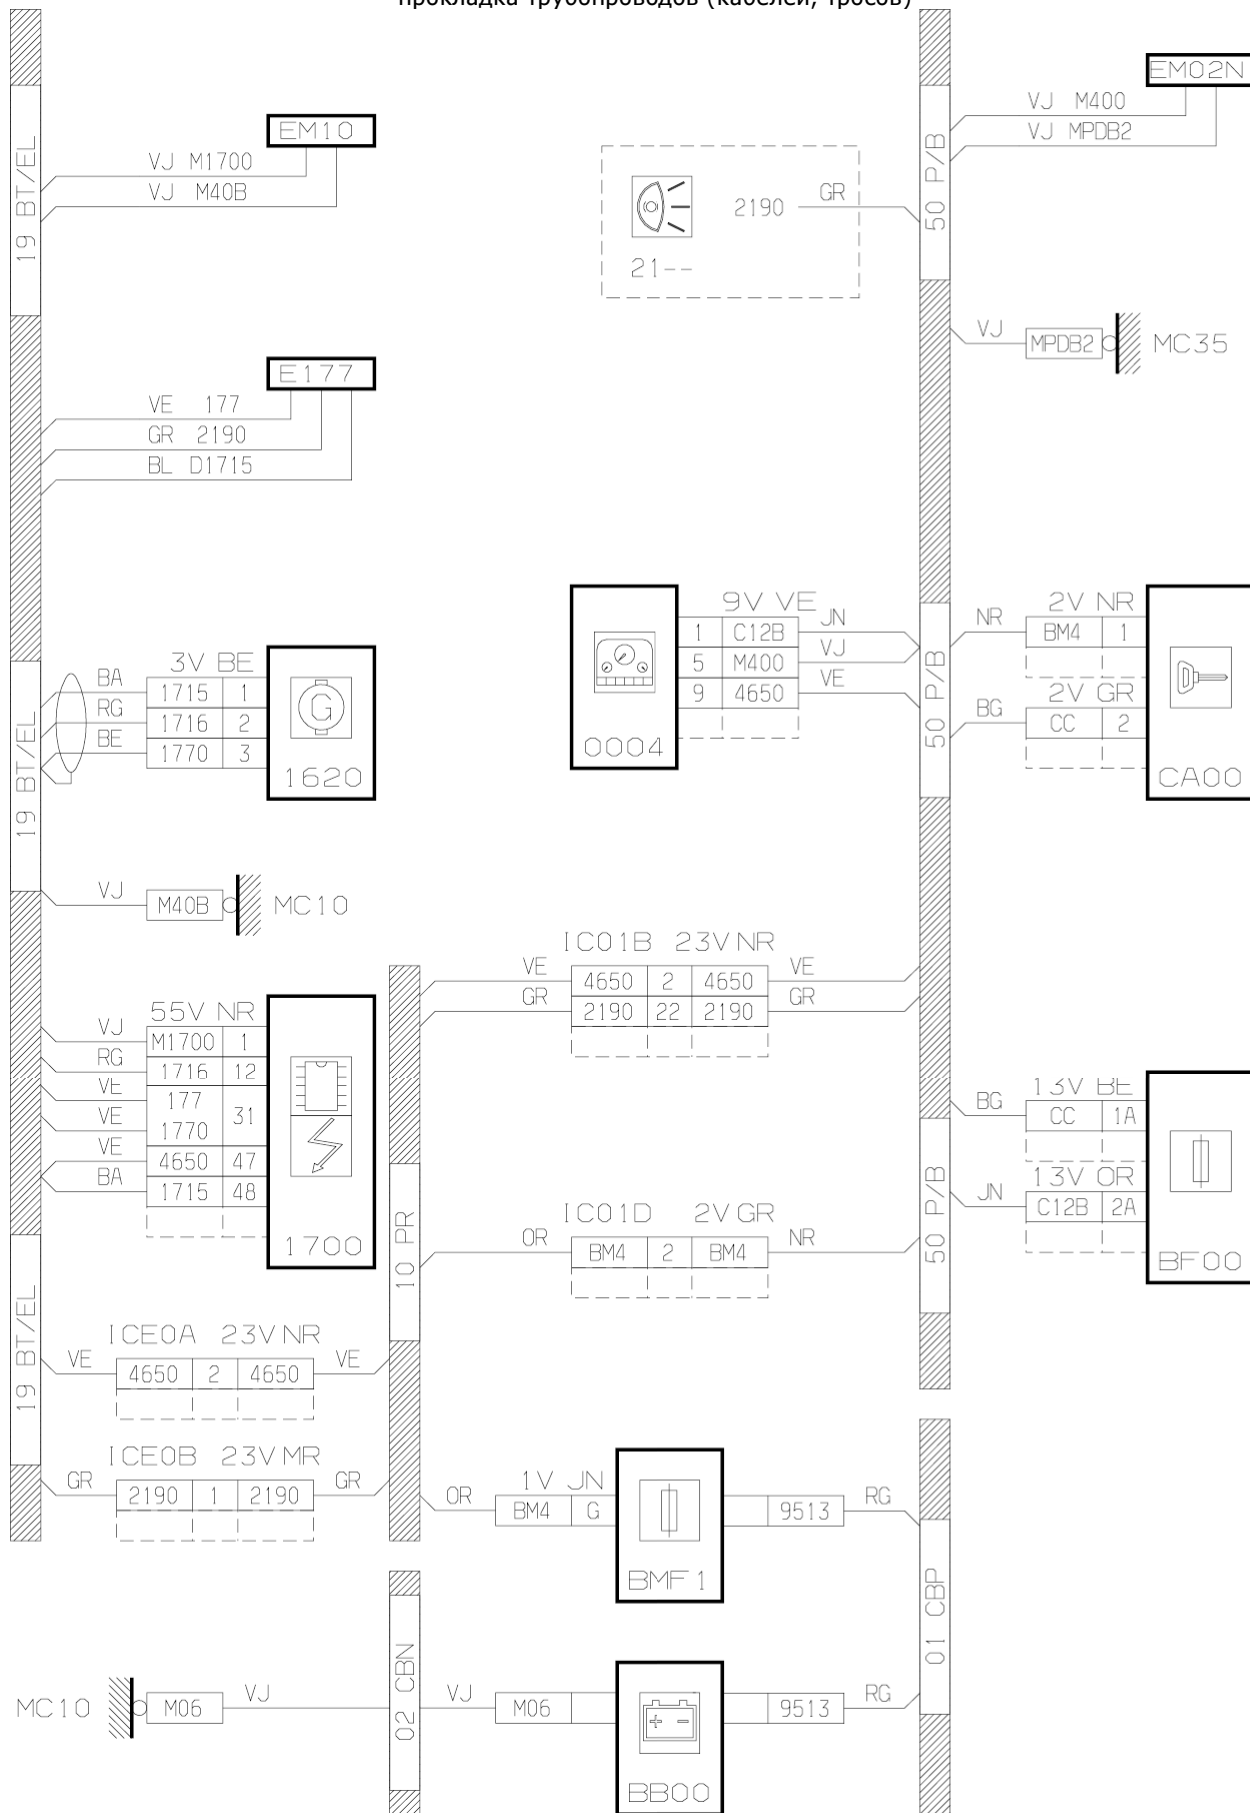 прокладка трубопроводов (кабелей, тросов)
EM02N
VJ M400
VJ MPDB2
EM10
VJ M1700
VJ M40B
19 BT/EL
50 P/B
2190 GR
21--
VJ MPDB2 MC35
E177
VE 177
GR 2190
BL D1715
9V VE
1 C12B JN
5 M400 VJ
9 4650 VE
0004
50 P/B
2V NR
NR BM4 1
2V GR
BG CC 2
CA00
3V BE
BA 1715 1
RG 1716 2
BE 1770 3
1620
19 BT/EL
VJ M40B MC10
IC01B 23V NR
VE 4650 2 4650 VE
GR 2190 22 2190 GR
55V NR
VJ M1700 1
RG 1716 12
VE 177
31
VE 1770
VE 4650 47
BA 1715 48
1700
13V BE
BG CC 1A
13V OR
JN C12B 2A
BF00
50 P/B
10 PR
IC01D 2V GR
OR BM4 2 BM4 NR
19 BT/EL
ICE0A 23V NR
VE 4650 2 4650 VE
ICE0B 23V MR
GR 2190 1 2190 GR
1V JN
OR BM4 G 9513 RG
BMF1
01 CBP
02 CBN
MC10 M06 VJ VJ M06 9513 RG
BB00